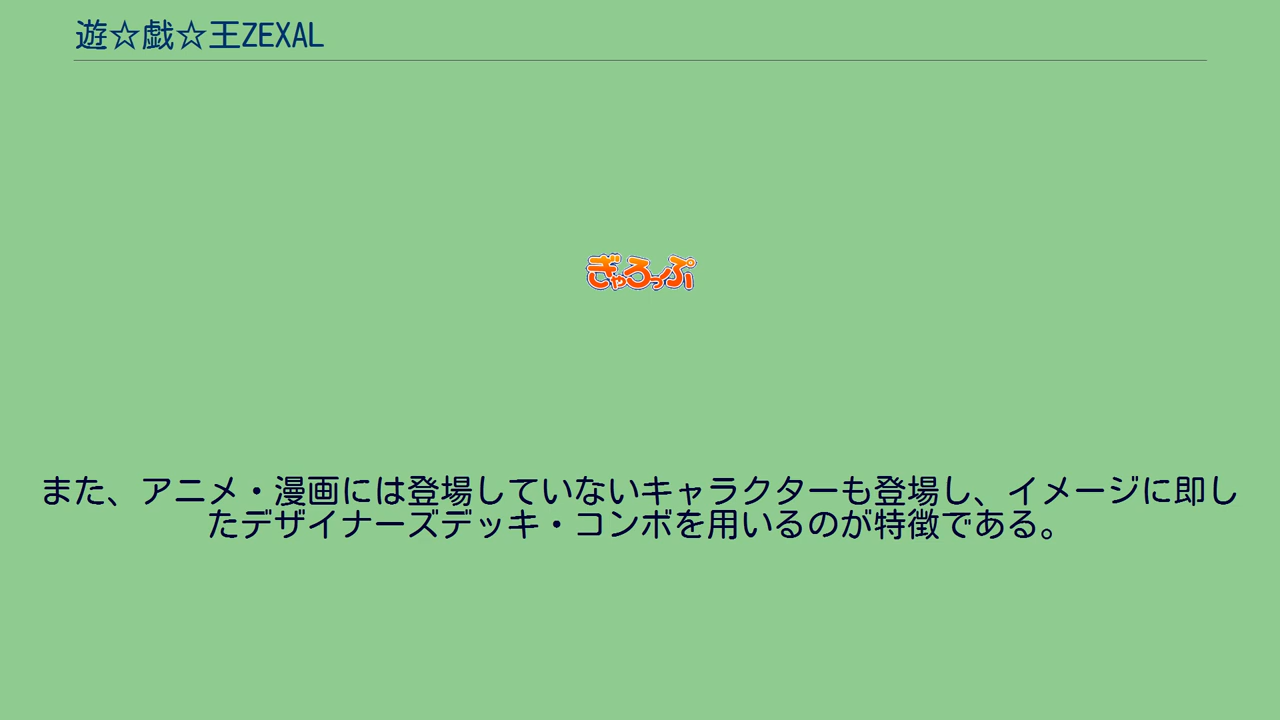 遊☆戯☆王ZEXAL
ぎゃろっぷ
また、アニメ・漫画には登場していないキャラクターも登場し、イメージに即し
たデザイナーズデッキ・コンボを用いるのが特徴である。